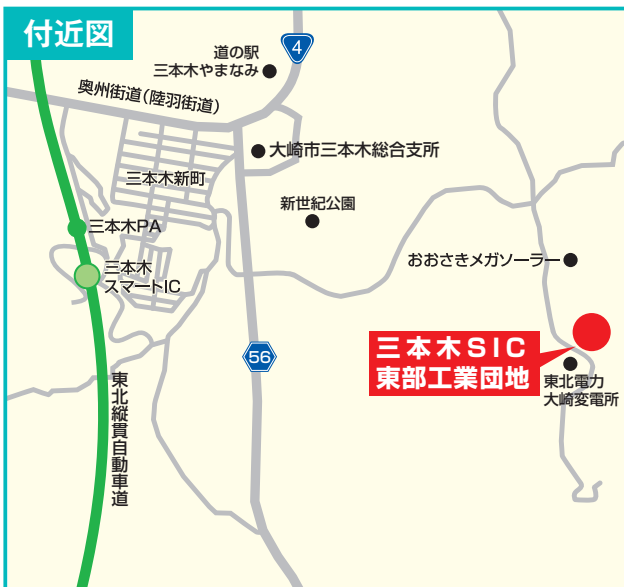 付近図
4
道の駅
三本木やまなみ
奥州街道(陸羽街道)
大崎市三本木総合支所
三本木新町
新世紀公園
三本木PA
おおさきメガソーラー
三本木
スマートIC
三本木SIC
東部工業団地
56
東北電力
大崎変電所
東北縦貫自動車道